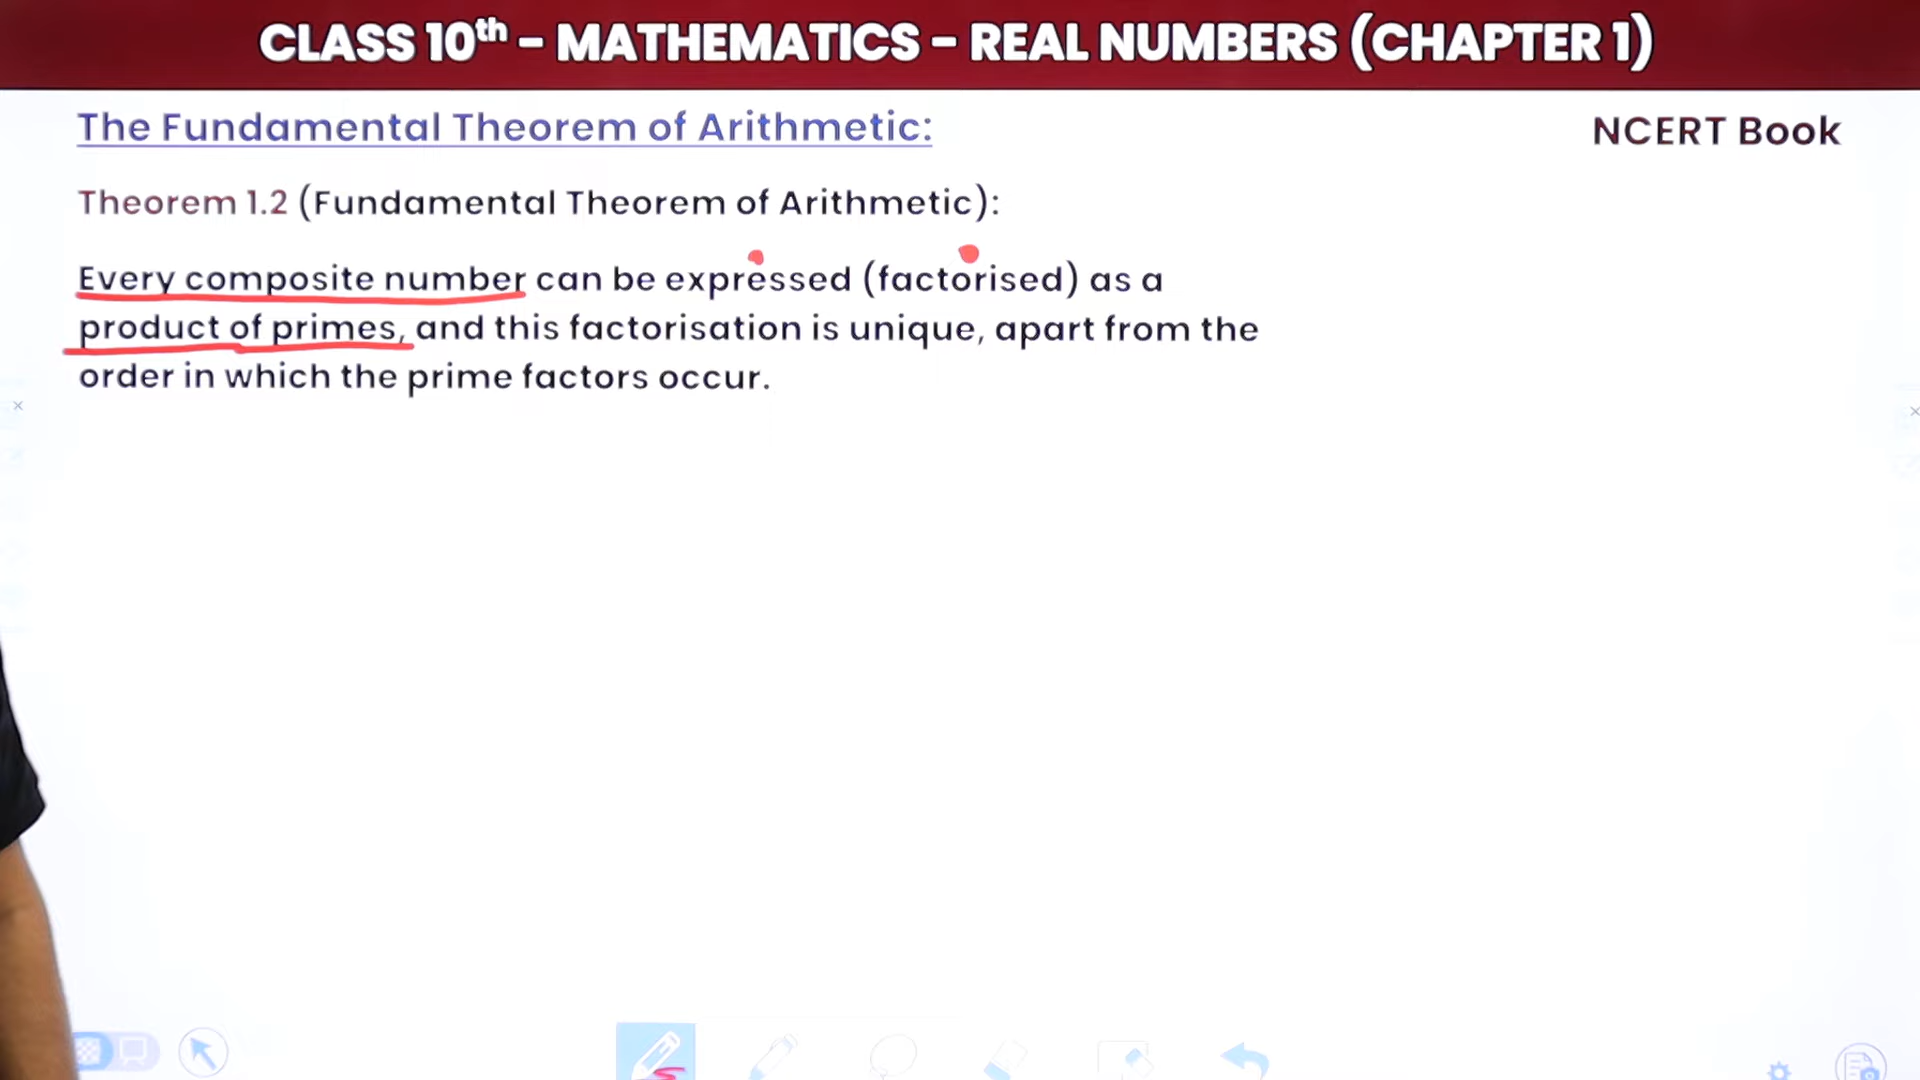 CLASS 10th - MATHEMATICS - REAL NUMBERS (CHAPTER 1)
The Fundamental Theorem of Arithmetic:
NCERT Book
Theorem 1.2 (Fundamental Theorem of Arithmetic):
Every composite number can be expressed (factorised) as a
product of primes, and this factorisation is unique, apart from the
order in which the prime factors occur.